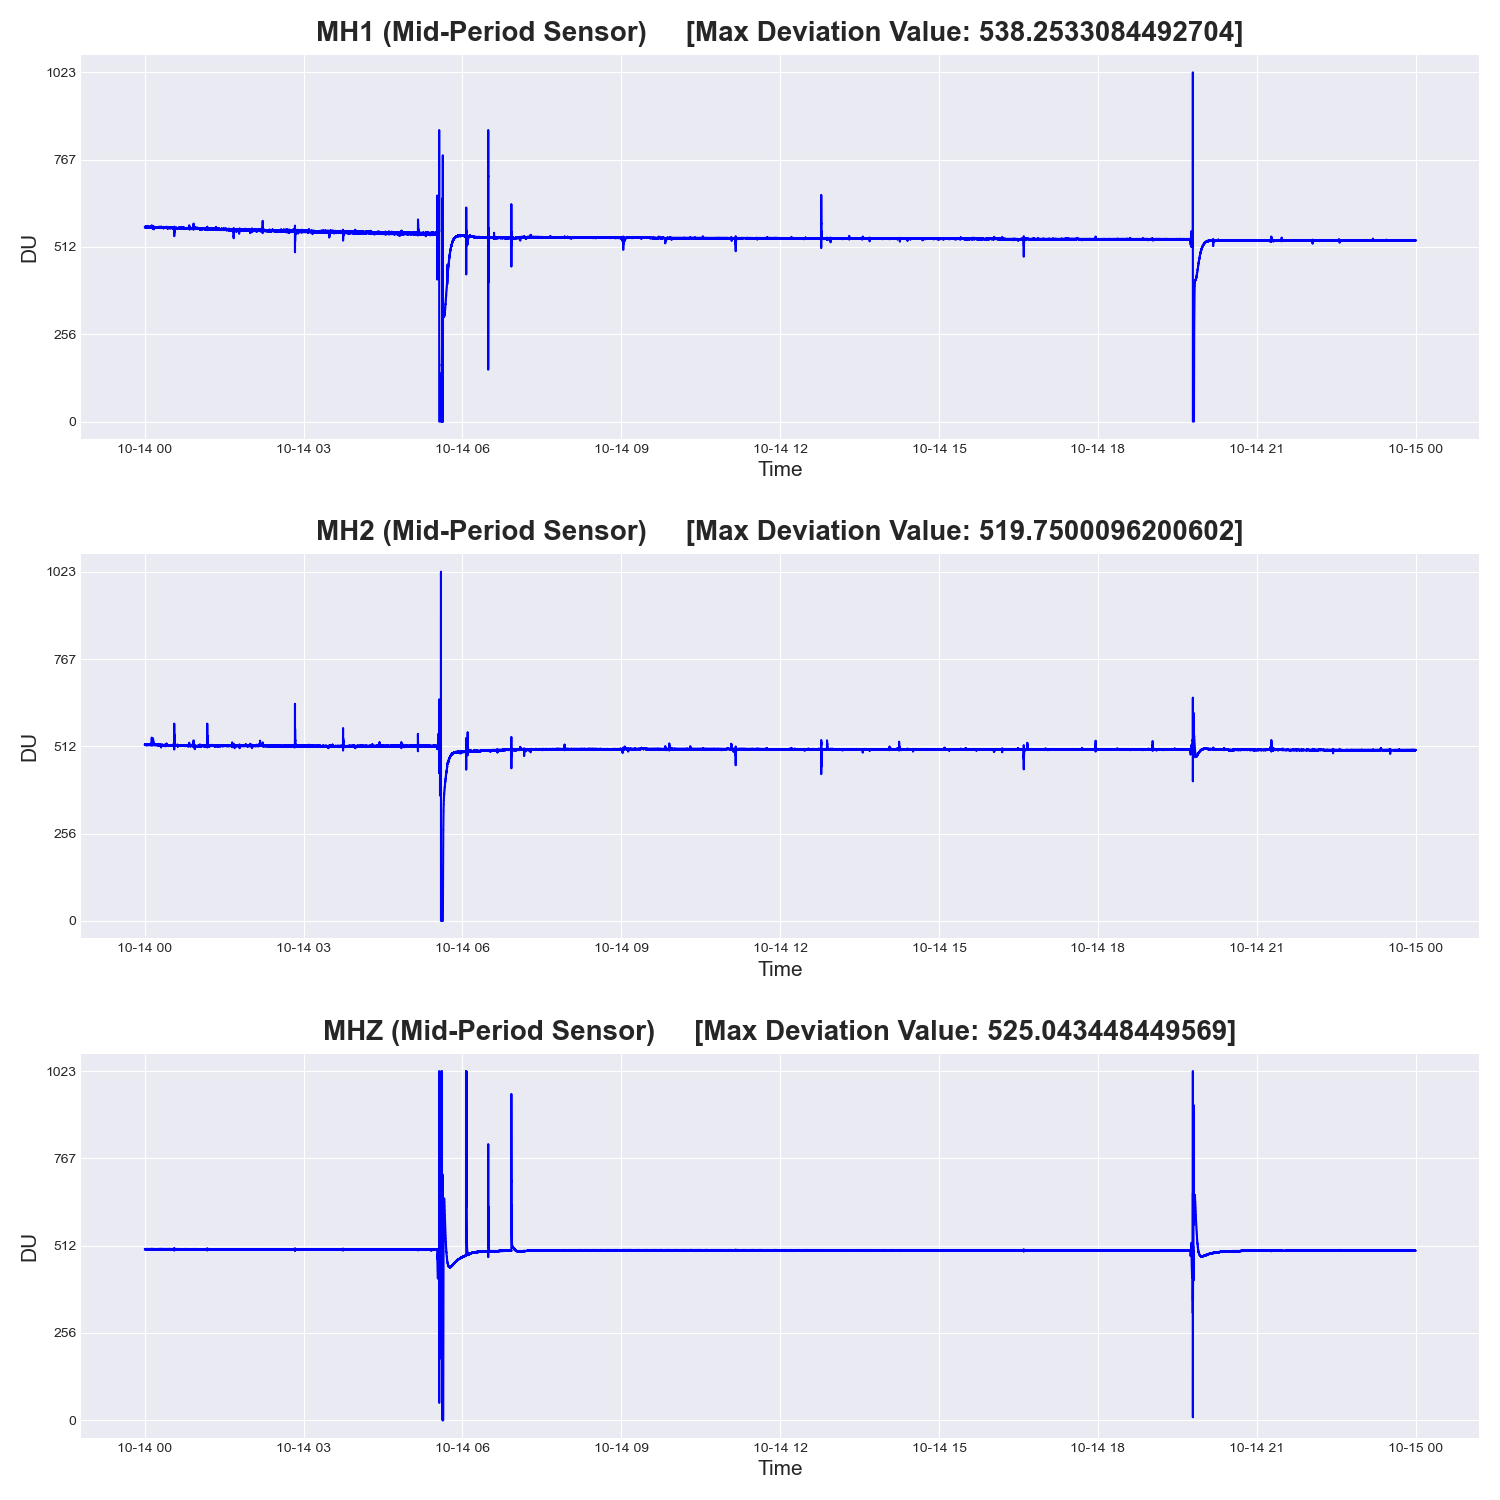 MH1 (Mid-Period Sensor) [Max Deviation Value: 538.2533084492704]
1023
767
512
256
0
DU
10-14 00 10-14 03 10-14 06 10-14 09 10-14 12 10-14 15 10-14 18 10-14 21 10-15 00
Time
MH2 (Mid-Period Sensor) [Max Deviation Value: 519.7500096200602]
1023
767
512
256
0
DU
10-14 00 10-14 03 10-14 06 10-14 09 10-14 12 10-14 15 10-14 18 10-14 21 10-15 00
Time
MHZ (Mid-Period Sensor) [Max Deviation Value: 525.043448449569]
1023
767
512
256
0
DU
10-14 00 10-14 03 10-14 06 10-14 09 10-14 12 10-14 15 10-14 18 10-14 21 10-15 00
Time